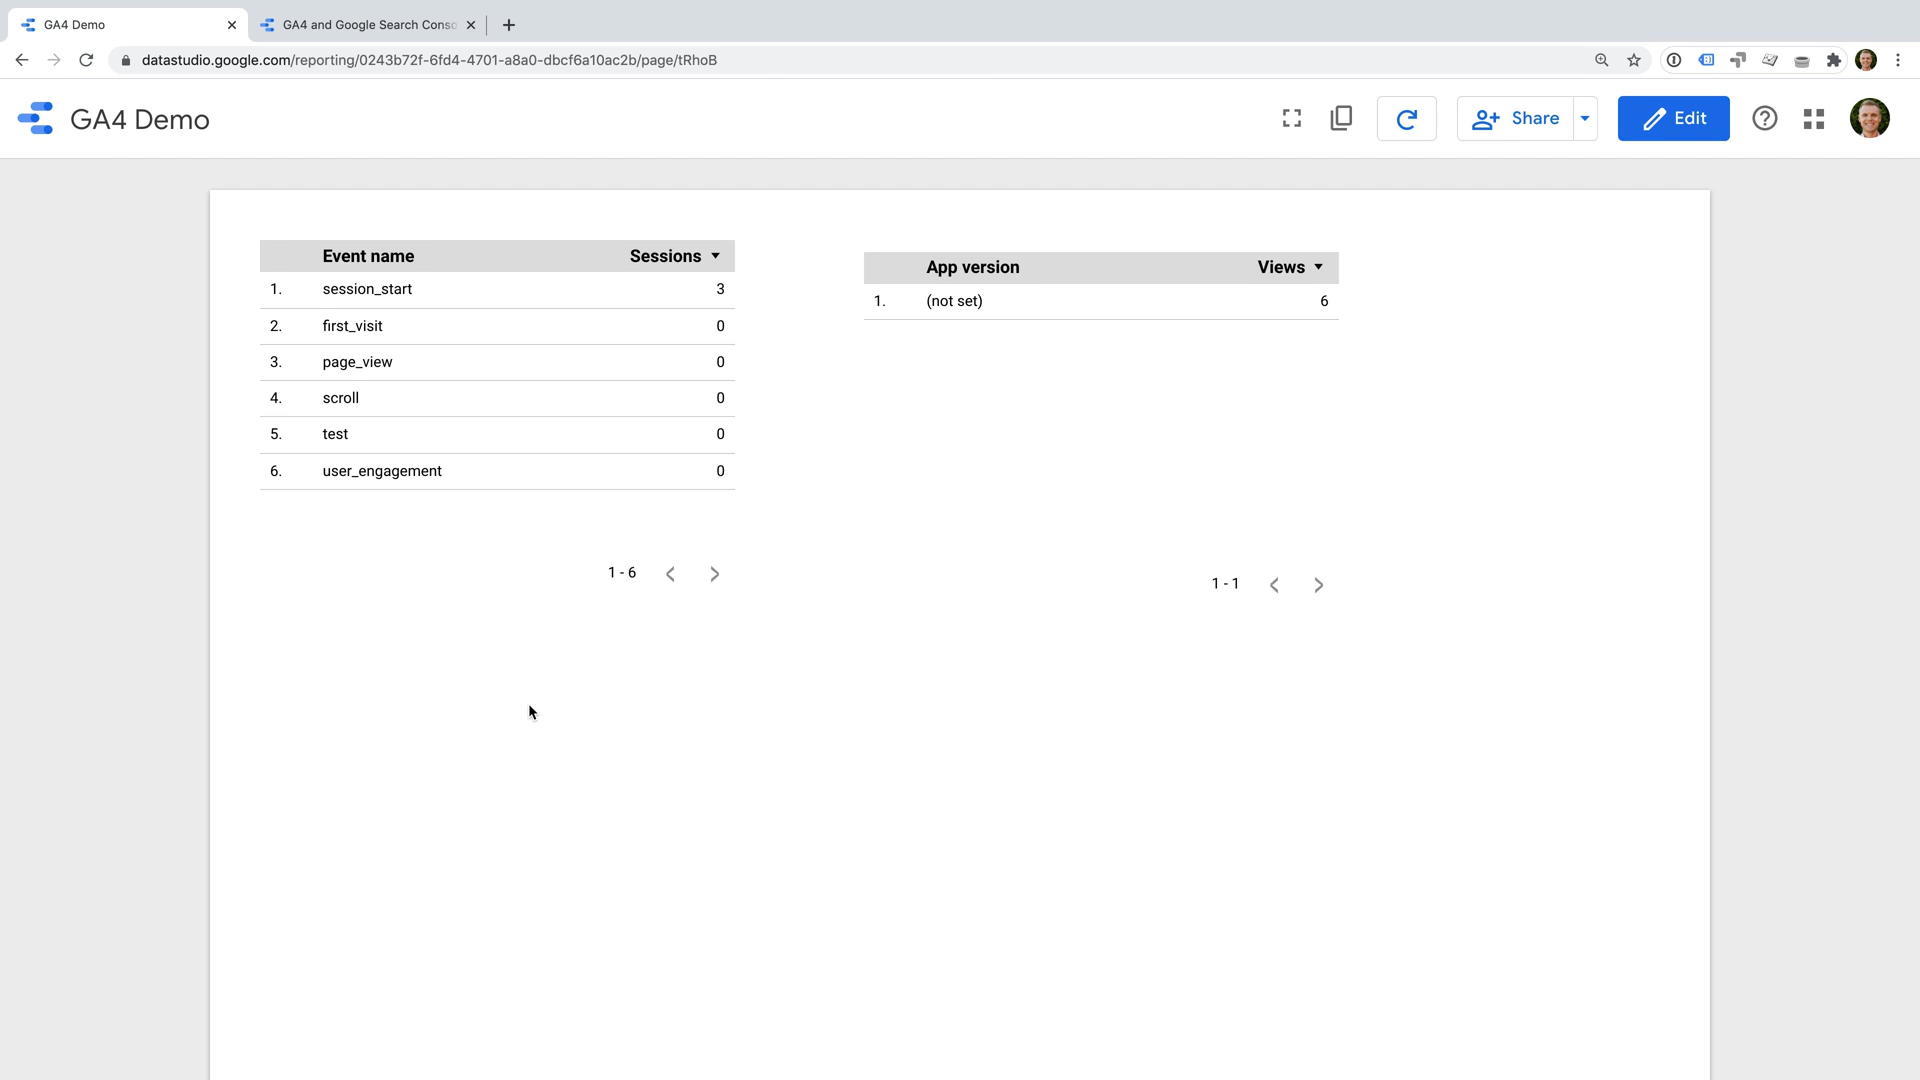 GA4 Demo
GA4 and Google Search Conso
datastudio.google.com/reporting/0243b72f-6fd4-4701-a8a0-dbcf6a10ac2b/page/tRhoB
GA4 Demo
Share
Edit
Event name Sessions
1. session_start 3
2. first_visit 0
3. page_view 0
4. scroll 0
5. test 0
6. user_engagement 0
1 - 6
App version Views
1. (not set) 6
1 - 1